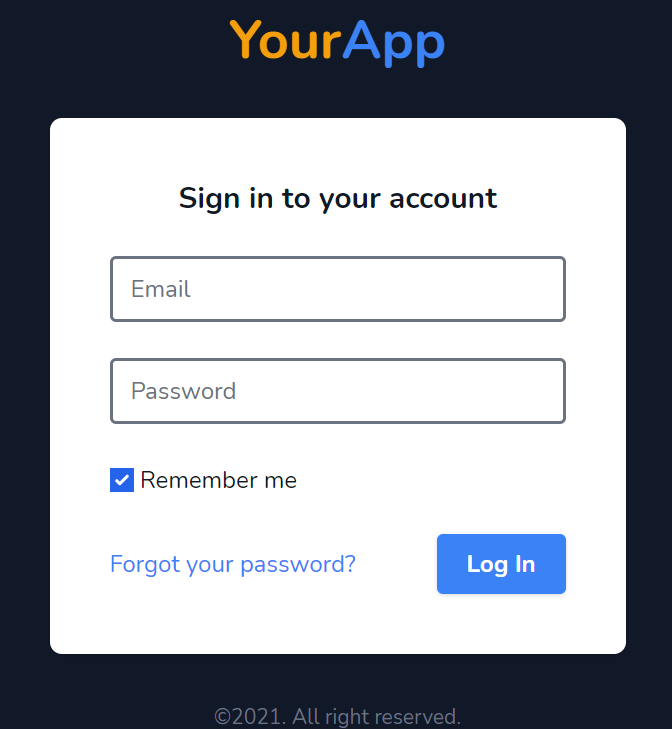 YourApp
Sign in to your account
Email
Password
Remember me
Forgot your password?
Log In
©2021. All right reserved.